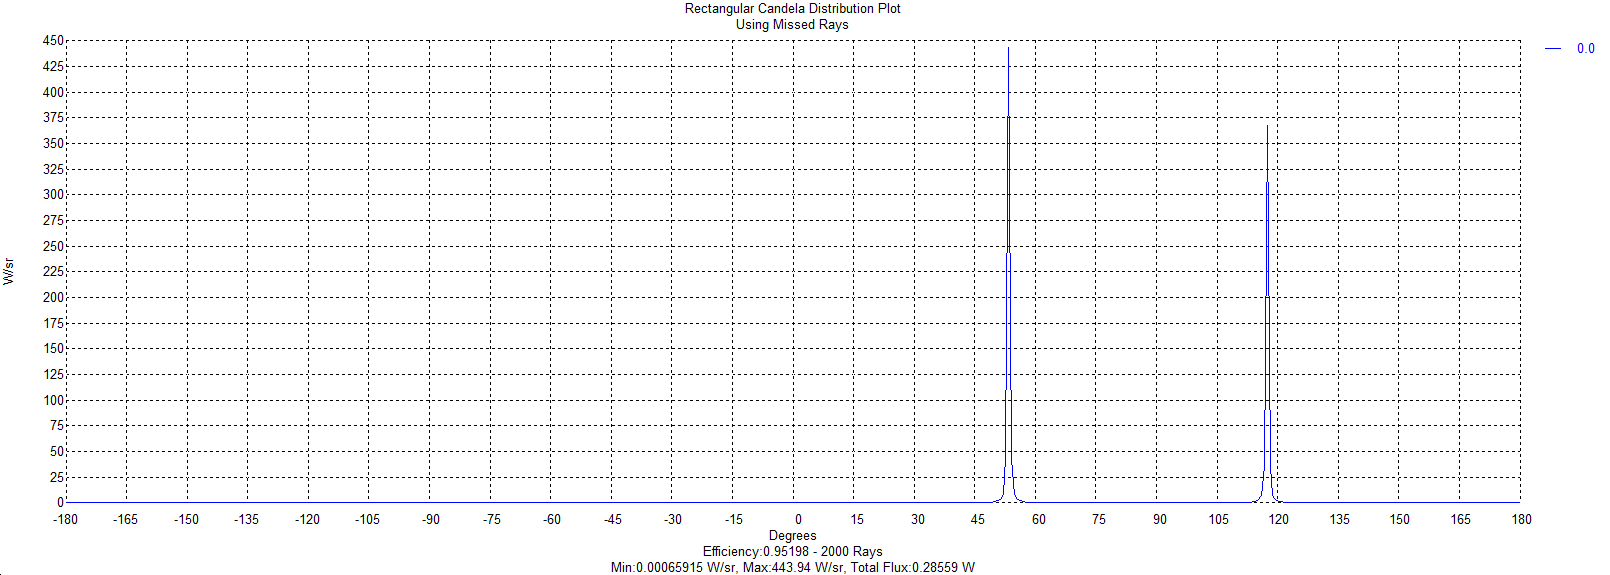 Rectangular Candela Distribution Plot
Using Missed Rays
450
425
400
375
350
325
300
275
250
225
200
175
150
125
100
75
50
25
0
W/sr
-180 -165 -150 -135 -120 -105 -90 -75 -60 -45 -30 -15 0 15 30 45 60 75 90 105 120 135 150 165 180
Degrees
Efficiency:0.95198 - 2000 Rays
Min:0.00065915 W/sr, Max:443.94 W/sr, Total Flux:0.28559 W
0.0